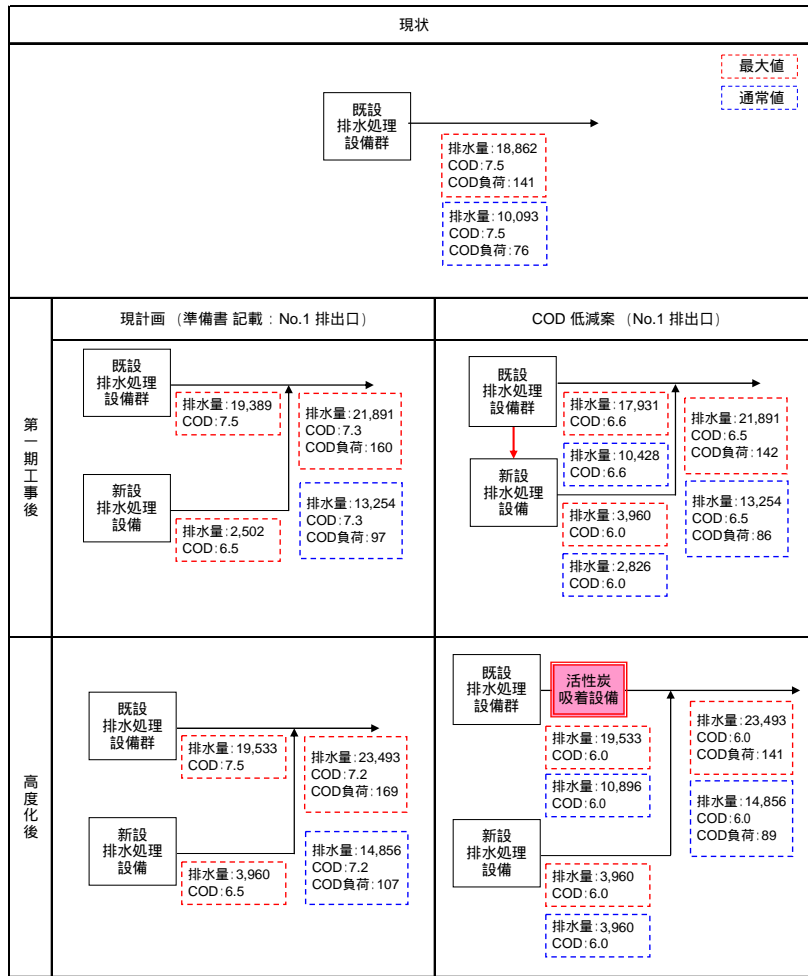 現状
最大値
通常値
既設
排水処理
設備群
排水量:18,862
COD:7.5
COD負荷:141
排水量:10,093
COD:7.5
COD負荷:76
現計画 (準備書 記載：No.1 排出口)
COD 低減案 (No.1 排出口)
第一期工事後
既設
排水処理
設備群
排水量:19,389
COD:7.5
排水量:21,891
COD:7.3
COD負荷:160
新設
排水処理
設備
排水量:2,502
COD:6.5
排水量:13,254
COD:7.3
COD負荷:97
既設
排水処理
設備群
排水量:17,931
COD:6.6
排水量:10,428
COD:6.6
排水量:21,891
COD:6.5
COD負荷:142
新設
排水処理
設備
排水量:3,960
COD:6.0
排水量:2,826
COD:6.0
排水量:13,254
COD:6.5
COD負荷:86
高度化後
既設
排水処理
設備群
排水量:19,533
COD:7.5
排水量:23,493
COD:7.2
COD負荷:169
新設
排水処理
設備
排水量:3,960
COD:6.5
排水量:14,856
COD:7.2
COD負荷:107
既設
排水処理
設備群
活性炭
吸着設備
排水量:19,533
COD:6.0
排水量:10,896
COD:6.0
排水量:23,493
COD:6.0
COD負荷:141
排水量:14,856
COD:6.0
COD負荷:89
新設
排水処理
設備
排水量:3,960
COD:6.0
排水量:3,960
COD:6.0